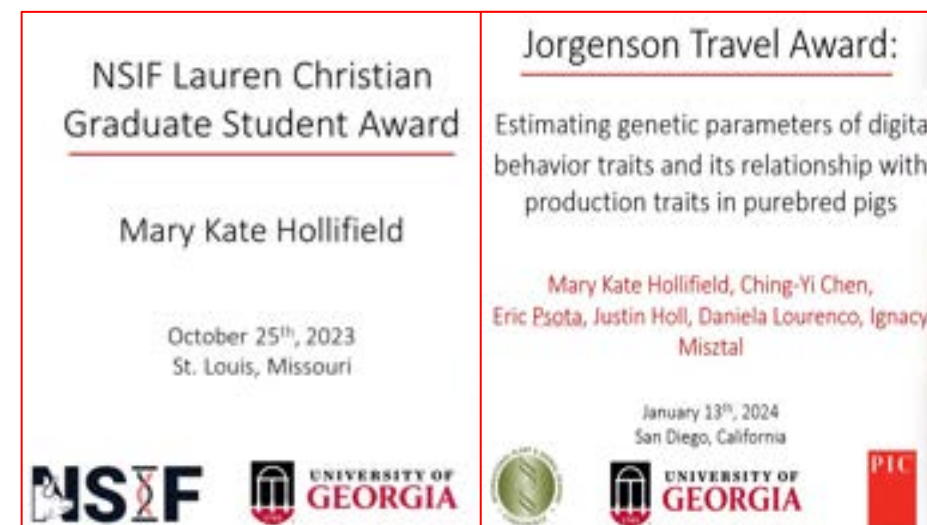 NSIF Lauren Christian
Graduate Student Award
Mary Kate Hollifield
October 25th, 2023
St. Louis, Missouri
NSIF
UNIVERSITY OF
GEORGIA
Jorgenson Travel Award:
Estimating genetic parameters of digita
behavior traits and its relationship with
production traits in purebred pigs
Mary Kate Hollifield, Ching-Yi Chen,
Eric Psota, Justin Holl, Daniela Lourenco, Ignacy
Misztal
January 13th, 2024
San Diego, California
UNIVERSITY OF
GEORGIA
PIC